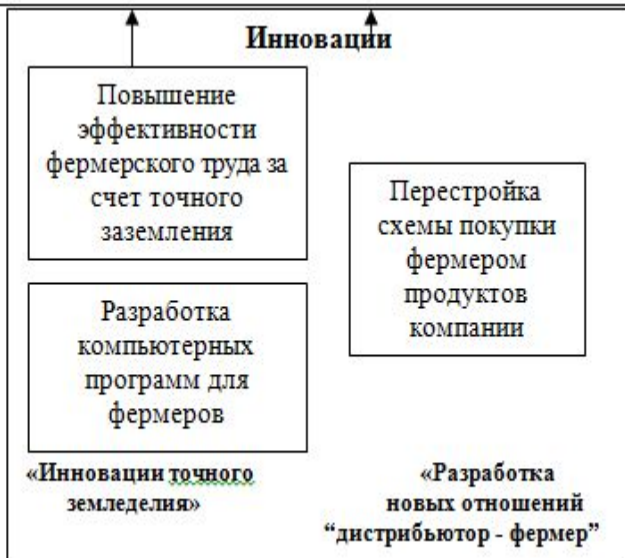 Инновации
Повышение
эффективности
фермерского труда за
счет точного
заземления
Перестройка
схемы покупки
фермером
продуктов
компании
Разработка
компьютерных
программ для
фермеров
«Инновации точного
земледелия»
«Разработка
новых отношений
“дистрибьютор - фермер”